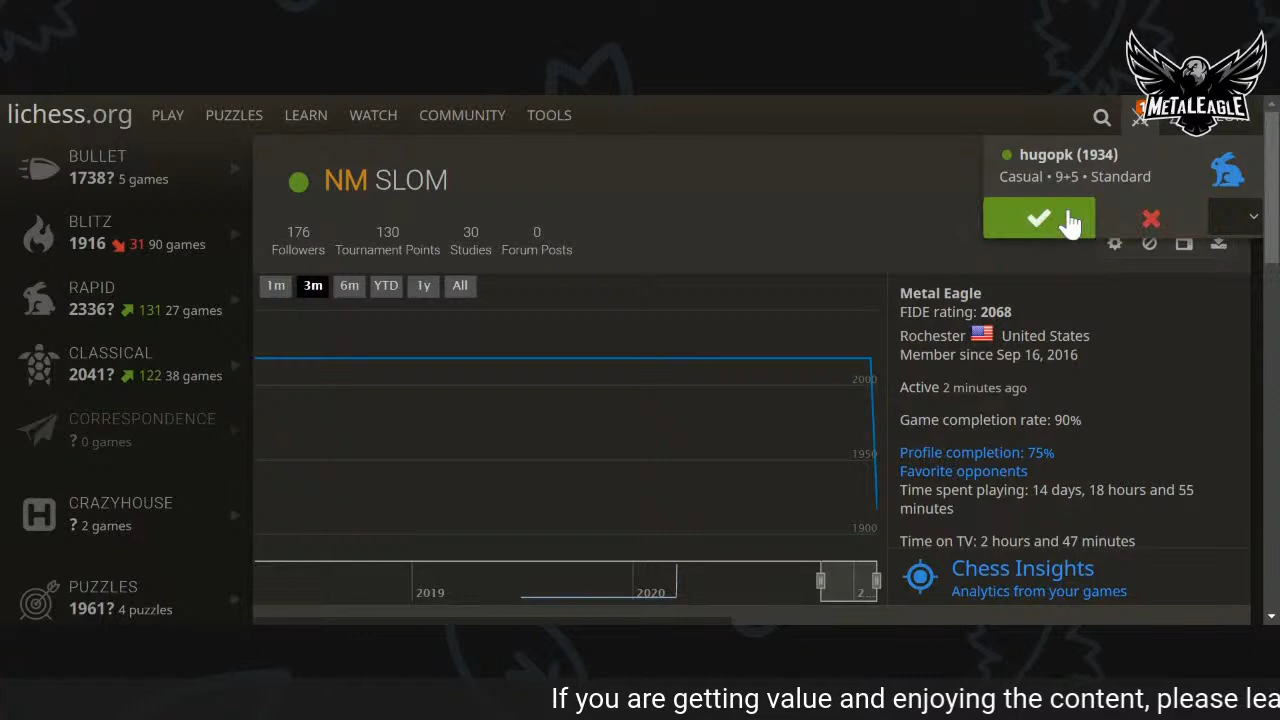 METALEAGLE
lichess.org PLAY PUZZLES LEARN WATCH COMMUNITY TOOLS
BULLET
1738? 5 games
BLITZ
1916 31 90 games
RAPID
2336? 131 27 games
CLASSICAL
2041? 122 38 games
CORRESPONDENCE
? 0 games
CRAZYHOUSE
? 2 games
PUZZLES
1961? 4 puzzles
NM SLOM
176 130 30 0
Followers Tournament Points Studies Forum Posts
hugopk (1934)
Casual • 9+5 • Standard
1m 3m 6m YTD 1y All
2000
1950
1900
2019 2020 2...
Metal Eagle
FIDE rating: 2068
Rochester United States
Member since Sep 16, 2016
Active 2 minutes ago
Game completion rate: 90%
Profile completion: 75%
Favorite opponents
Time spent playing: 14 days, 18 hours and 55
minutes
Time on TV: 2 hours and 47 minutes
Chess Insights
Analytics from your games
If you are getting value and enjoying the content, please lea